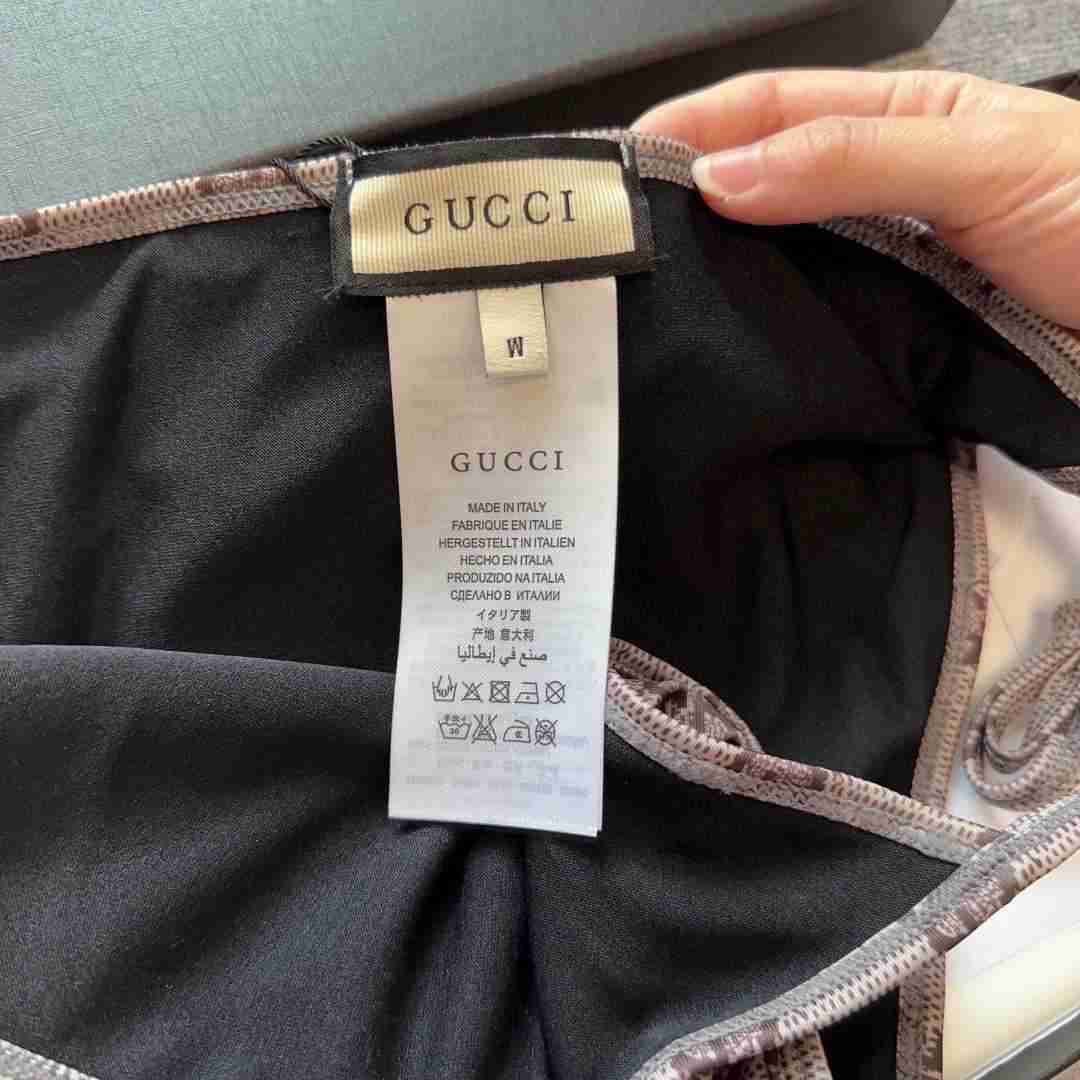 GUCCI
M
GUCCI
MADE IN ITALY
FABRIQUE EN ITALIE
HERGESTELLT IN ITALIEN
HECHO EN ITALIA
PRODUZIDO NA ITALIA
СДЕЛАНО В ИТАЛИИ
イタリア製
产地 意大利
صنع في إيطاليا